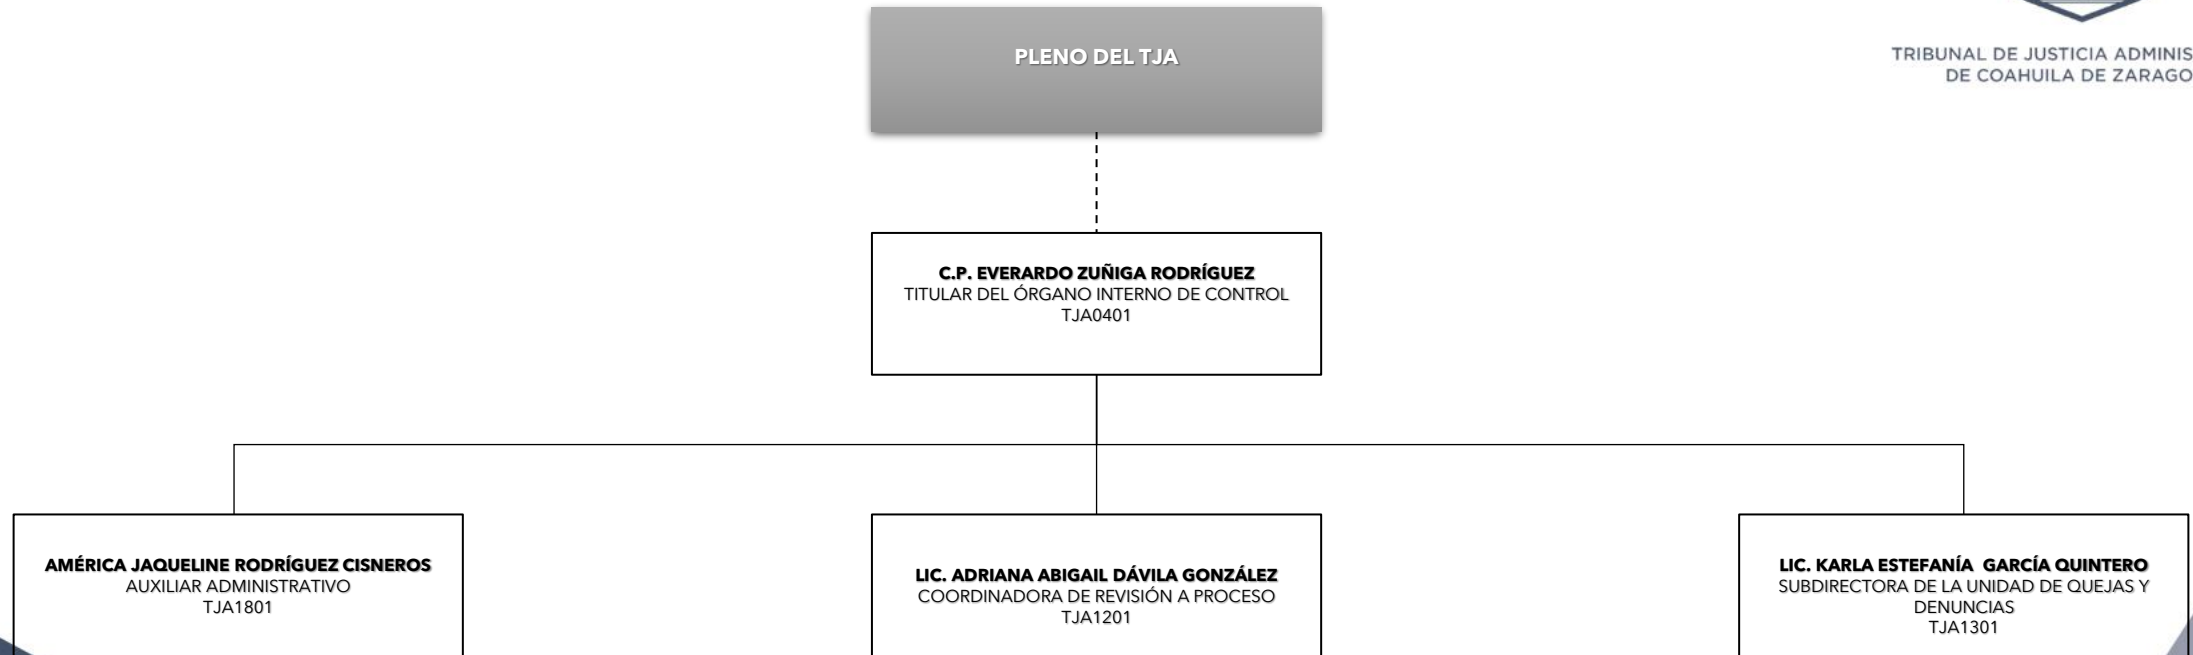 PLENO DEL TJA
TRIBUNAL DE JUSTICIA ADMINIS
DE COAHUILA DE ZARAGO
C.P. EVERARDO ZUÑIGA RODRÍGUEZ
TITULAR DEL ÓRGANO INTERNO DE CONTROL
TJA0401
AMÉRICA JAQUELINE RODRÍGUEZ CISNEROS
AUXILIAR ADMINISTRATIVO
TJA1801
LIC. ADRIANA ABIGAIL DÁVILA GONZÁLEZ
COORDINADORA DE REVISIÓN A PROCESO
TJA1201
LIC. KARLA ESTEFANÍA GARCÍA QUINTERO
SUBDIRECTORA DE LA UNIDAD DE QUEJAS Y
DENUNCIAS
TJA1301